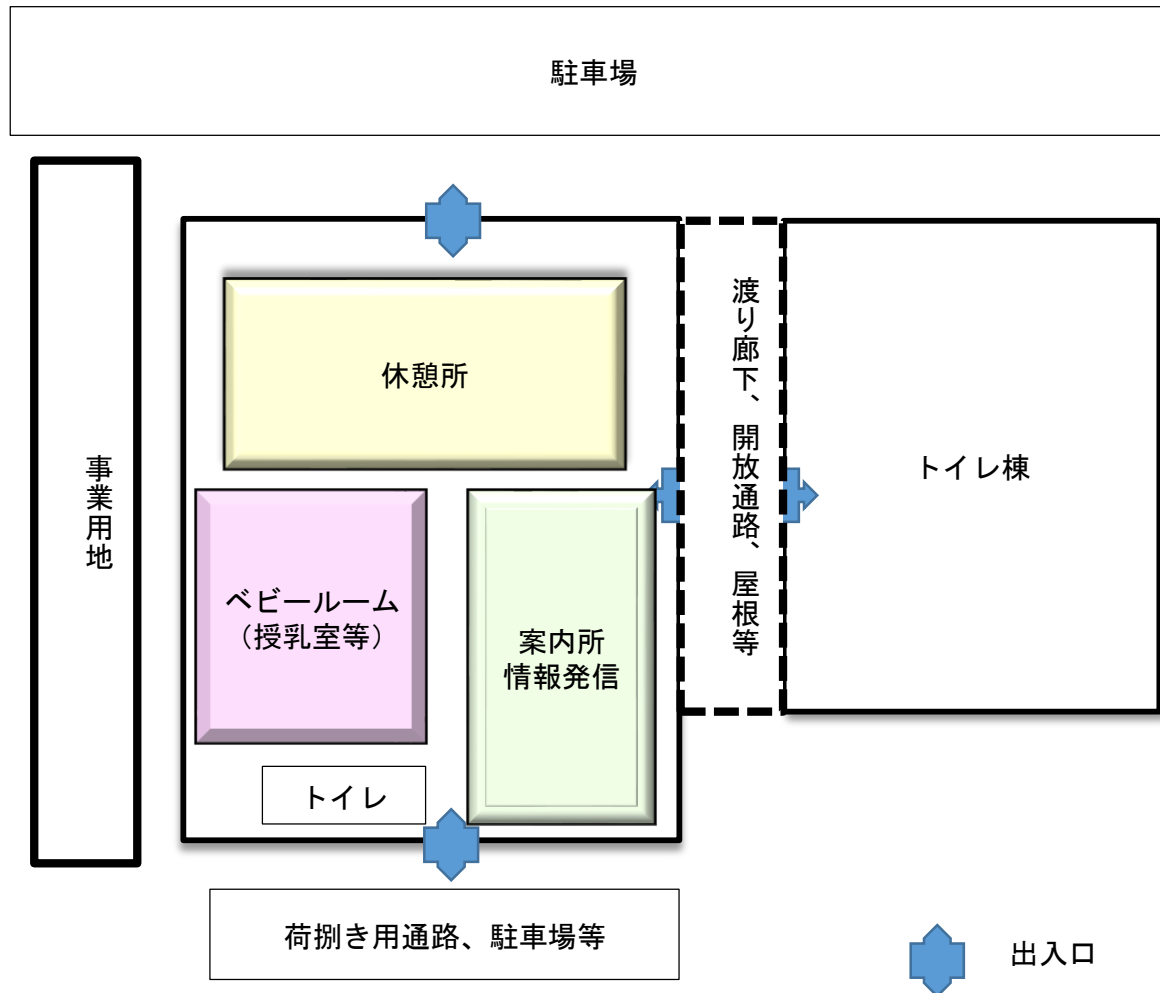 駐車場
事業用地
休憩所
渡り廊下、開放通路、屋根等
トイレ棟
ベビールーム
（授乳室等）
案内所
情報発信
トイレ
荷捌き用通路、駐車場等
出入口